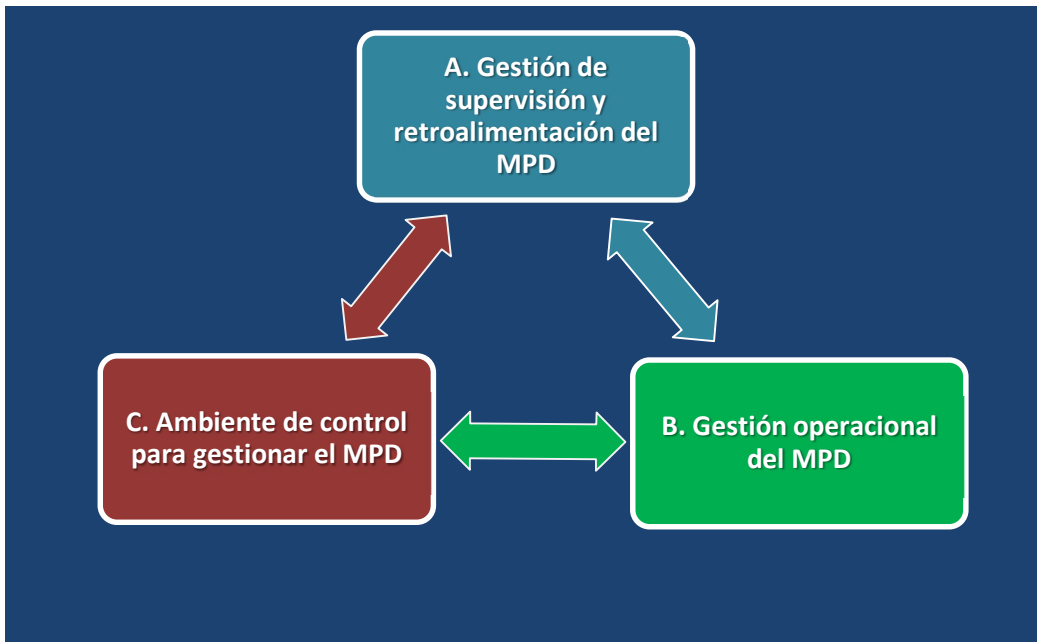 A. Gestión de
supervisión y
retroalimentación del
MPD
C. Ambiente de control
para gestionar el MPD
B. Gestión operacional
del MPD